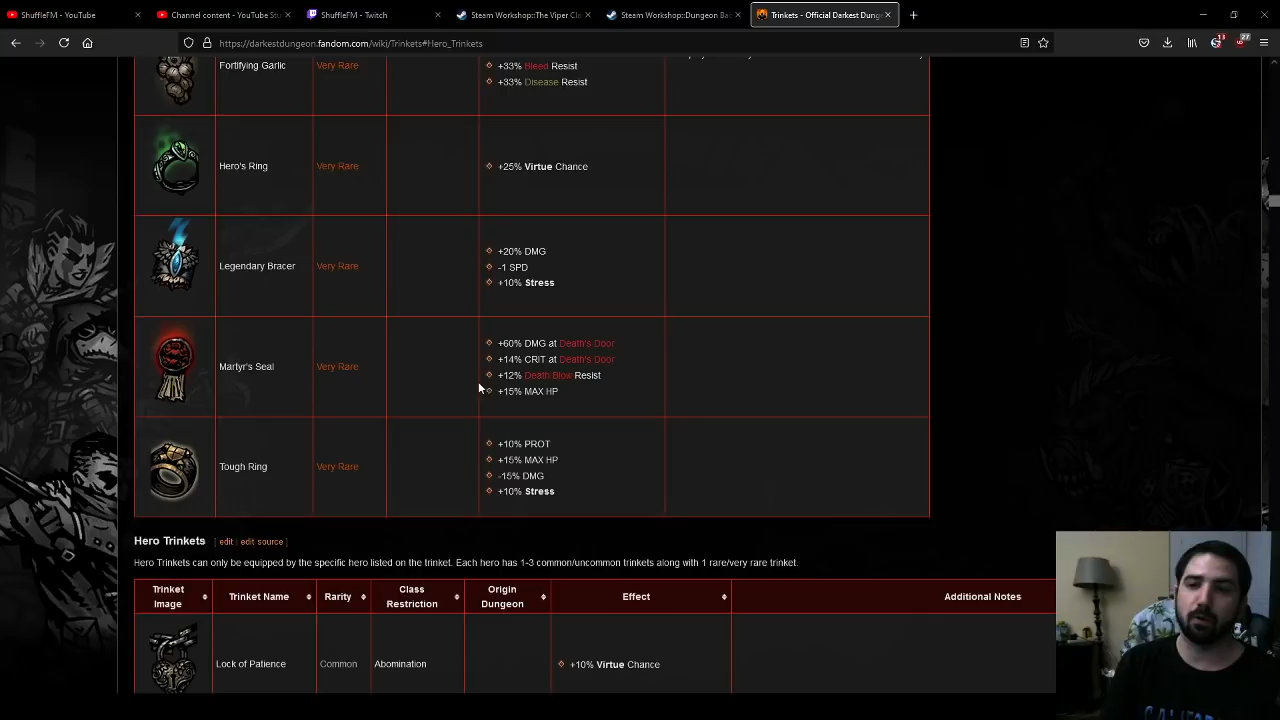 ShuffleFM - YouTube
Channel content - YouTube Stu
ShuffleFM - Twitch
Steam Workshop::The Viper Cla
Steam Workshop::Dungeon Bac
Trinkets - Official Darkest Dunge
https://darkestdungeon.fandom.com/wiki/Trinkets#Hero_Trinkets
11
27
Fortifying Garlic
Very Rare
+33% Bleed Resist
+33% Disease Resist
Hero's Ring
Very Rare
+25% Virtue Chance
Legendary Bracer
Very Rare
+20% DMG
-1 SPD
+10% Stress
Martyr's Seal
Very Rare
+60% DMG at Death's Door
+14% CRIT at Death's Door
+12% Death Blow Resist
+15% MAX HP
Tough Ring
Very Rare
+10% PROT
+15% MAX HP
-15% DMG
+10% Stress
Hero Trinkets [ edit | edit source ]
Hero Trinkets can only be equipped by the specific hero listed on the trinket. Each hero has 1-3 common/uncommon trinkets along with 1 rare/very rare trinket.
Trinket Image
Trinket Name
Rarity
Class Restriction
Origin Dungeon
Effect
Additional Notes
Lock of Patience
Common
Abomination
+10% Virtue Chance